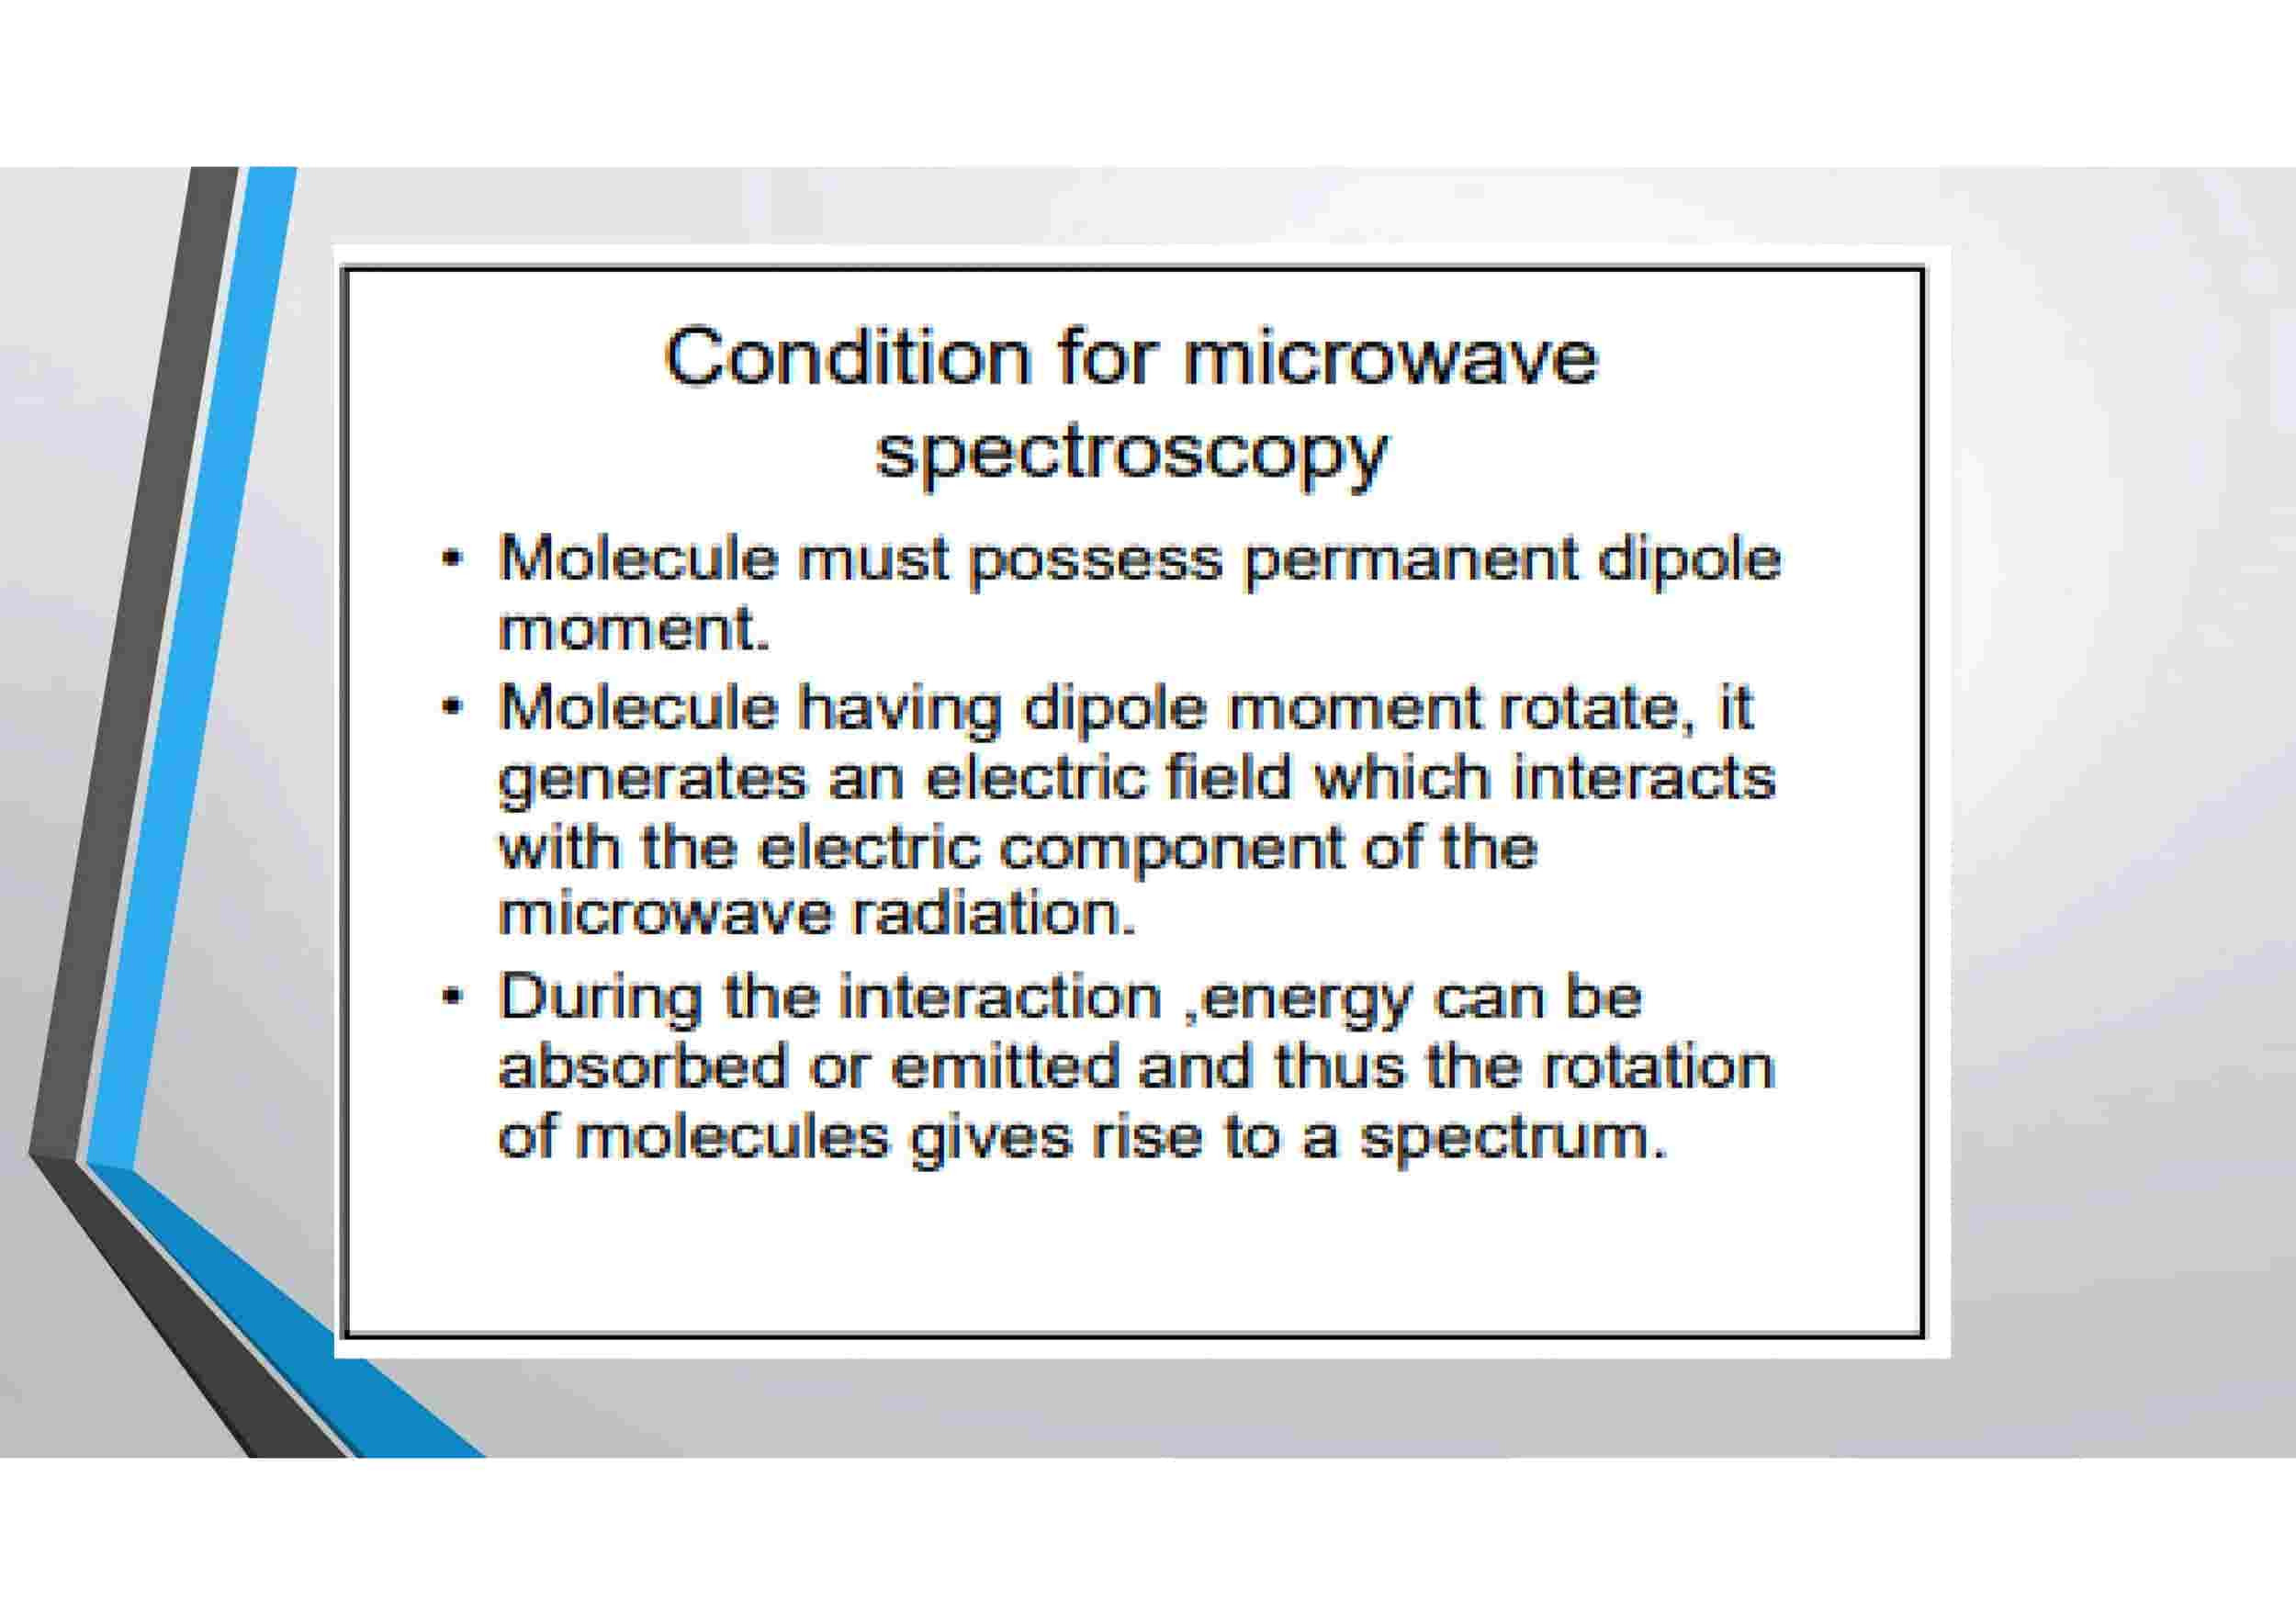 Condition for microwave
spectroscopy
• Molecule must possess permanent dipole
moment.
• Molecule having dipole moment rotate, it
generates an electric field which interacts
with the electric component of the
microwave radiation.
• During the interaction ,energy can be
absorbed or emitted and thus the rotation
of molecules gives rise to a spectrum.